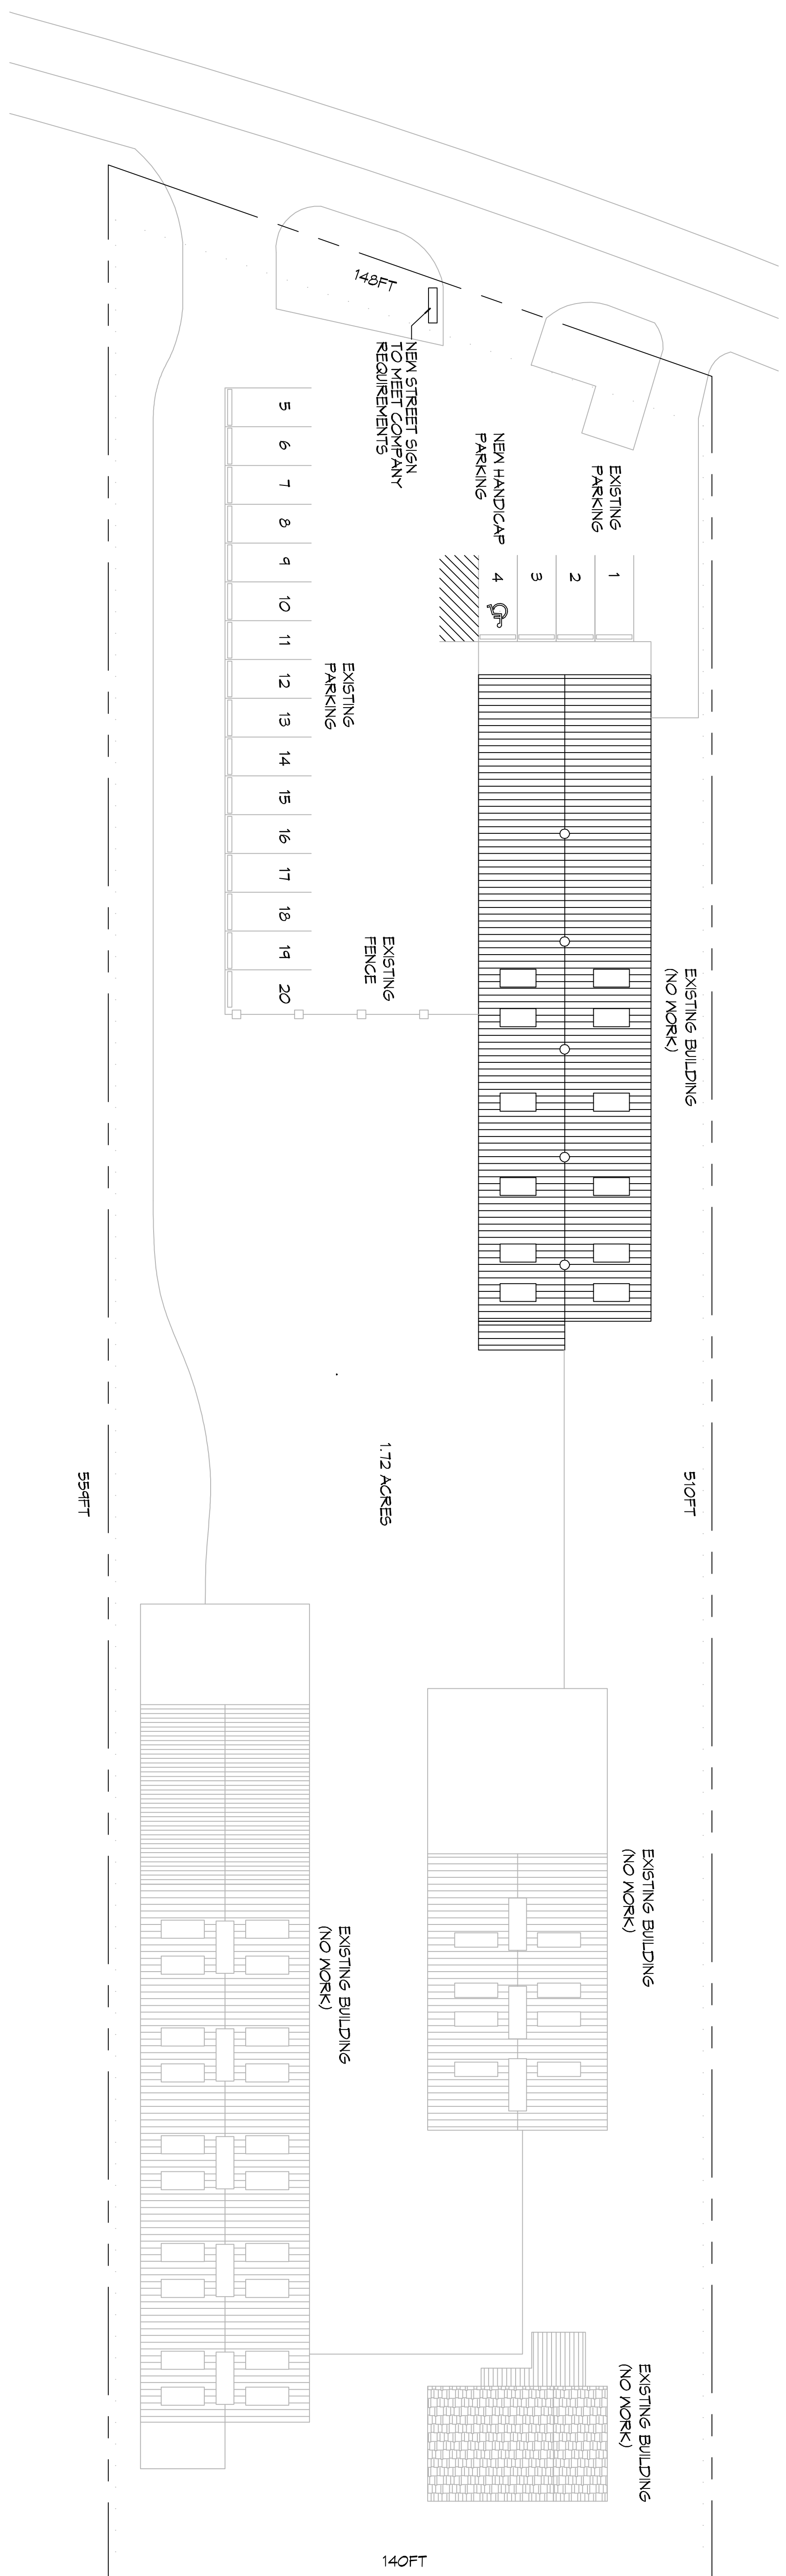 148FT
NEW STREET SIGN
TO MEET COMPANY
REQUIREMENTS
NEW HANDICAP
PARKING
EXISTING
PARKING
1
2
3
4
5
6
7
8
9
10
11
12
13
14
15
16
17
18
19
20
EXISTING
PARKING
EXISTING
FENCE
EXISTING BUILDING
(NO WORK)
1.72 ACRES
559FT
510FT
EXISTING BUILDING
(NO WORK)
EXISTING BUILDING
(NO WORK)
EXISTING BUILDING
(NO WORK)
140FT